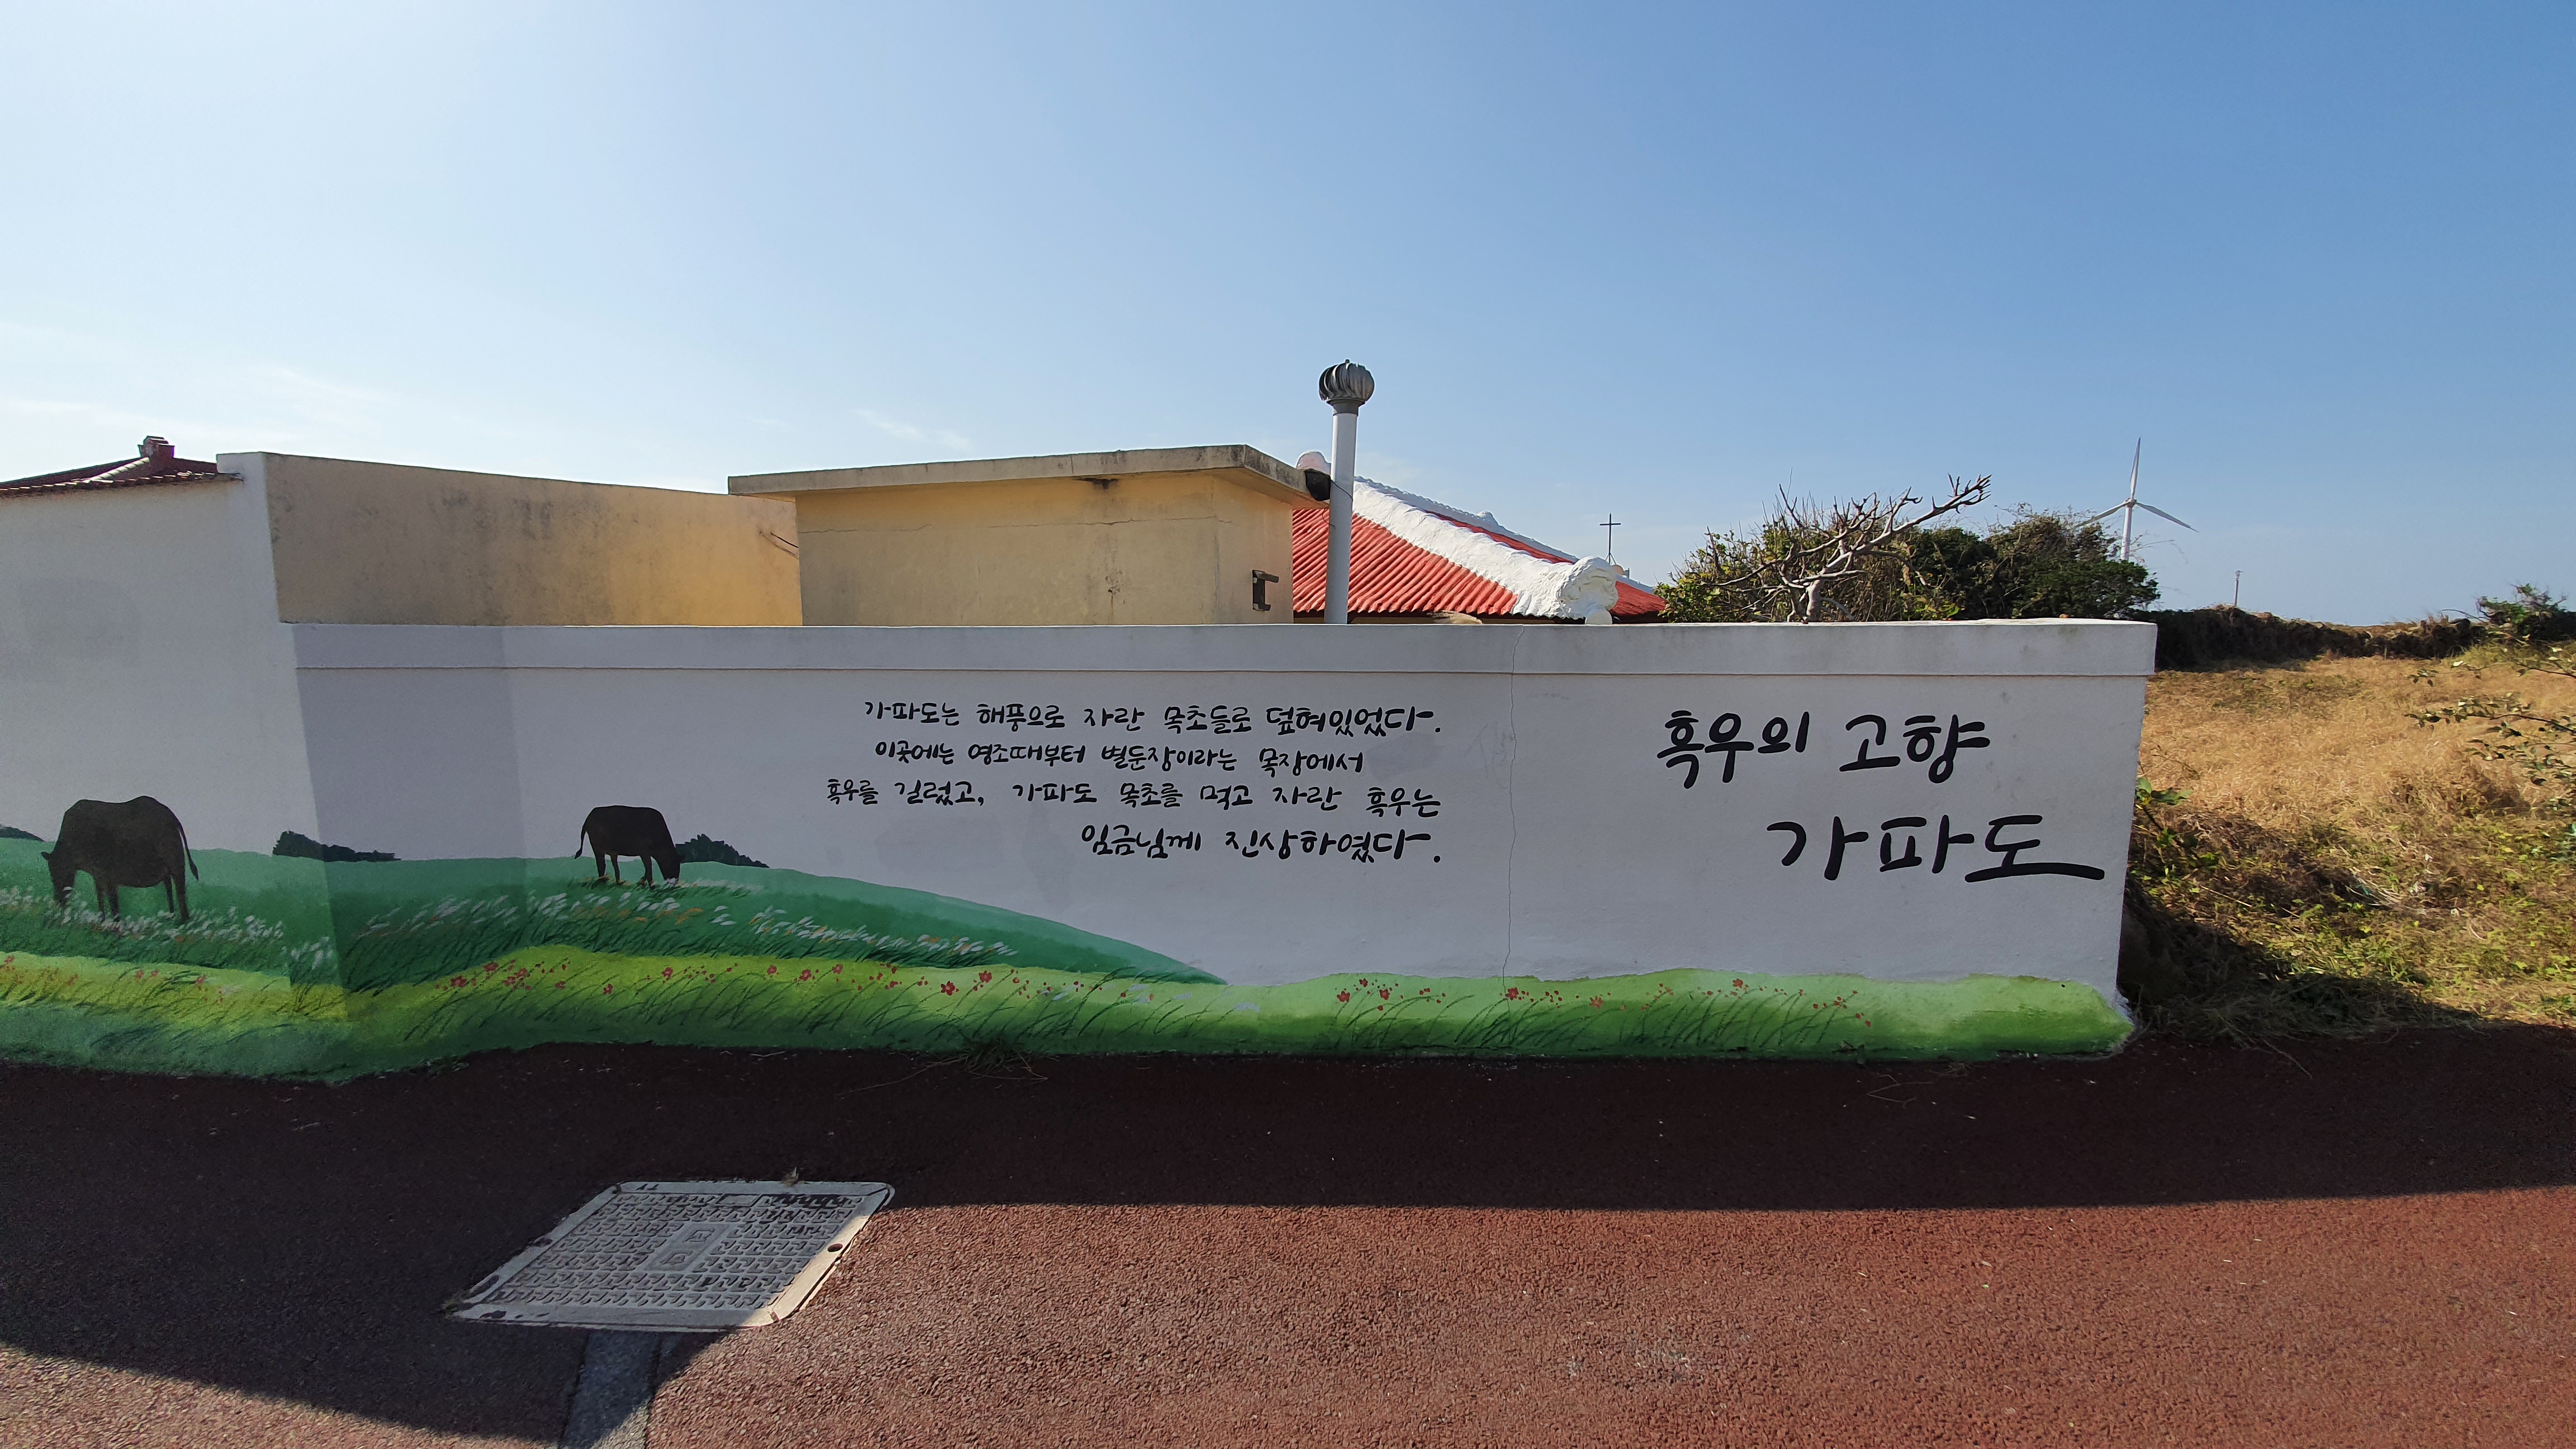 가파도는 해풍으로 자란 목초들로 덮혀있었다.
이곳에는 영조때부터 별둔장이라는 목장에서
흑우를 길렀고, 가파도 목초를 먹고 자란 흑우는
임금님께 진상하였다.
흑우의 고향
가파도